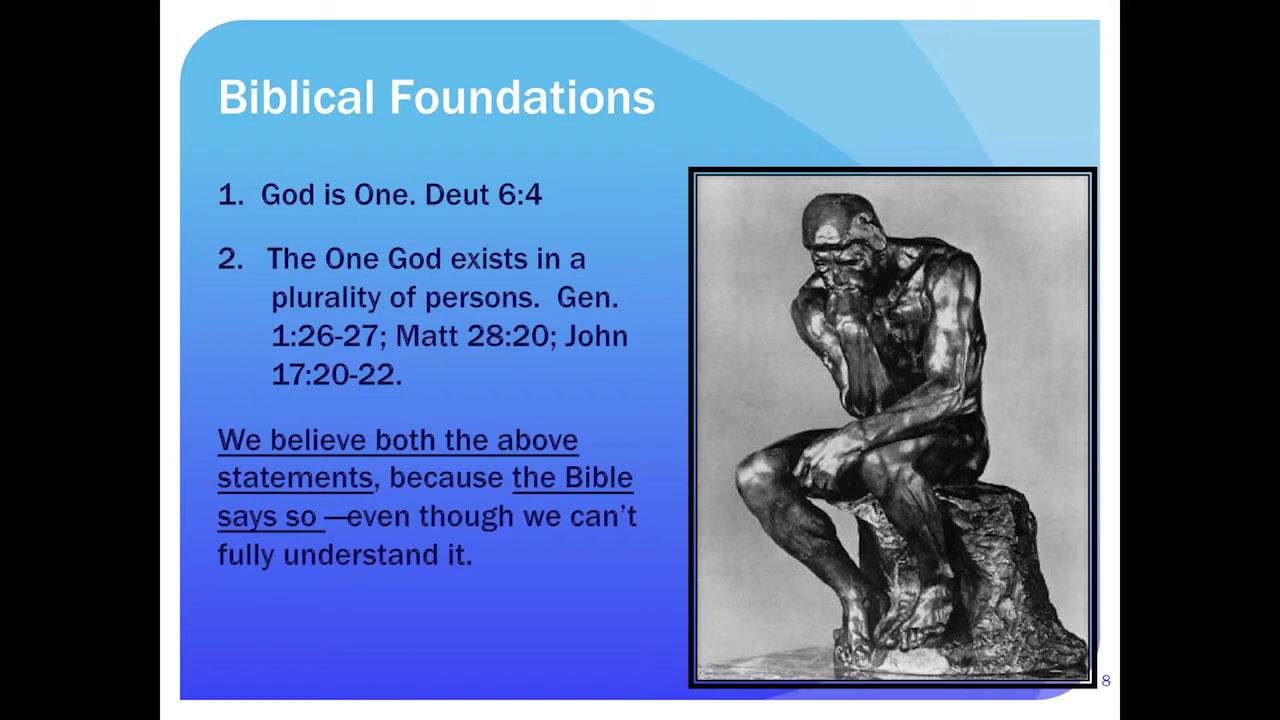 Biblical Foundations
1. God is One. Deut 6:4
2. The One God exists in a
plurality of persons. Gen.
1:26-27; Matt 28:20; John
17:20-22.
We believe both the above
statements, because the Bible
says so —even though we can’t
fully understand it.
8